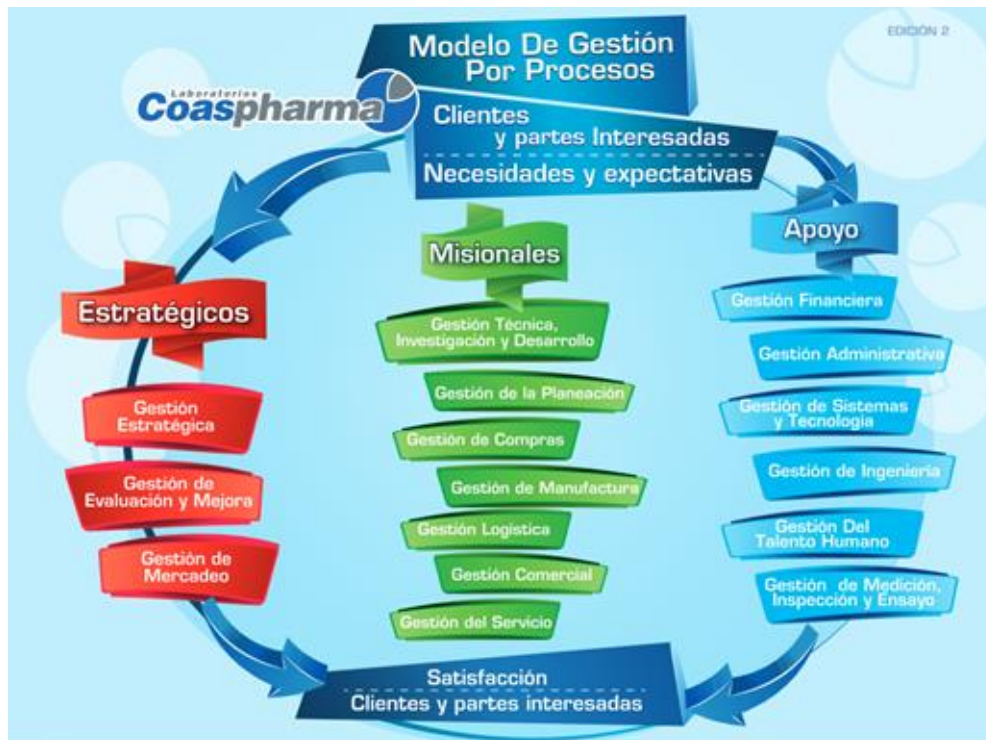 EDICIÓN 2
Modelo De Gestión
Por Procesos
Laboratorios
Coaspharma
Clientes
y partes Interesadas
Necesidades y expectativas
Estratégicos
Gestión
Estratégica
Gestión de
Evaluación y Mejora
Gestión de
Mercadeo
Misionales
Gestión Técnica,
Investigación y Desarrollo
Gestión de la Planeación
Gestión de Compras
Gestión de Manufactura
Gestión Logística
Gestión Comercial
Gestión del Servicio
Apoyo
Gestión Financiera
Gestión Administrativa
Gestión de Sistemas
y Tecnología
Gestión de Ingeniería
Gestión Del
Talento Humano
Gestión de Medición,
Inspección y Ensayo
Satisfacción
Clientes y partes interesadas